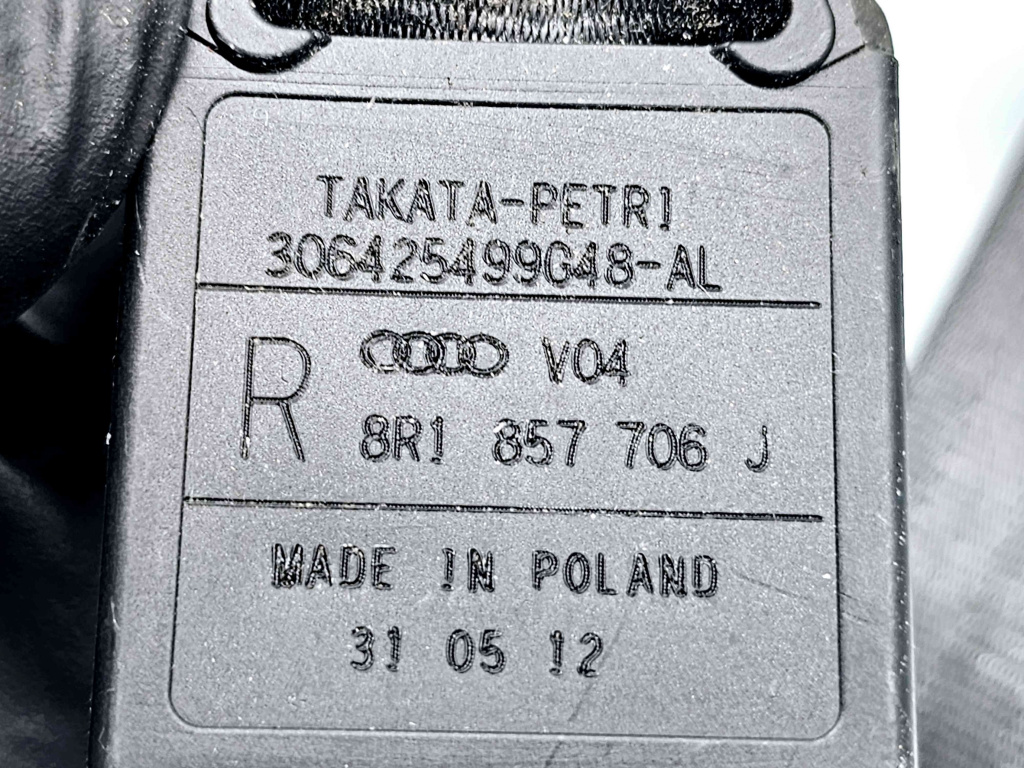 TAKATA-PETRI
306425499G48-AL
R V04
8R1 857 706 J
MADE IN POLAND
31 05 12